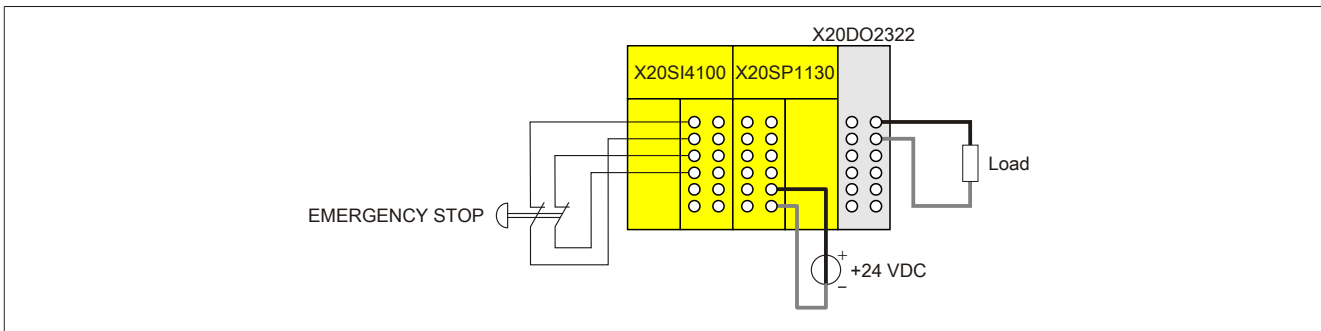 X20DO2322
X20SI4100
X20SP1130
Load
EMERGENCY STOP
+
+24 VDC
–